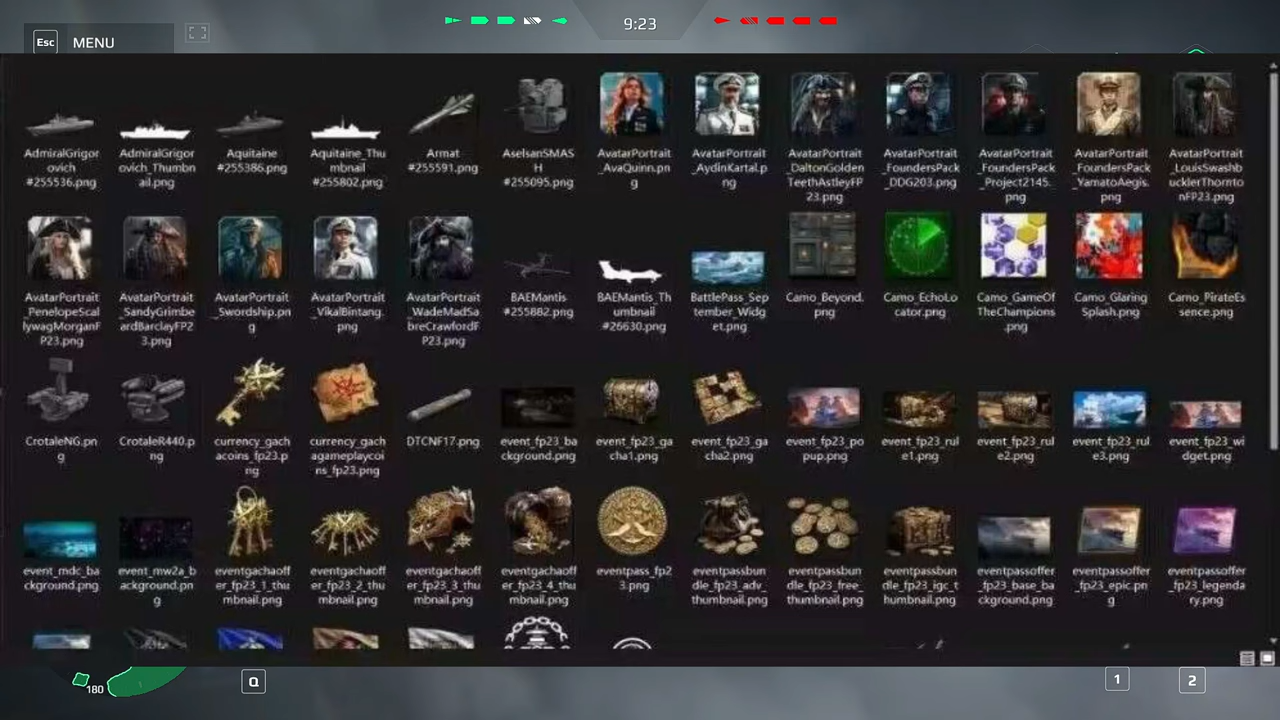 9:23
Esc MENU
AdmiralGrigor
ovich
#255536.png
AdmiralGrigor
ovich_Thumbn
ail.png
Aquitaine
#255386.png
Aquitaine_Thu
mbnail
#255802.png
Armat
#255591.png
AselsanSMAS
H
#255095.png
AvatarPortrait
_AvaQuinn.pn
g
AvatarPortrait
_AydinKartal.p
ng
AvatarPortrait
_DaltonGolden
TeethAstleyFP
23.png
AvatarPortrait
_FoundersPack
_DDG203.png
AvatarPortrait
_FoundersPack
_Project2145.
png
AvatarPortrait
_FoundersPack
_YamatoAegis.
png
AvatarPortrait
_LouisSwashb
ucklerThornto
nFP23.png
AvatarPortrait
_PenelopeScal
lywagMorganF
P23.png
AvatarPortrait
_SandyGrimbe
ardBarclayFP2
3.png
AvatarPortrait
_Swordship.pn
g
AvatarPortrait
_VikalBintang.
png
AvatarPortrait
_WadeMadSa
breCrawfordF
P23.png
BAEMantis
#255882.png
BAEMantis_Th
umbnail
#26630.png
BattlePass_Sep
tember_Widg
et.png
Camo_Beyond.
png
Camo_EchoLo
cator.png
Camo_GameOf
TheChampions
.png
Camo_Glaring
Splash.png
Camo_PirateEs
sence.png
CrotaleNG.pn
g
CrotaleR440.p
ng
currency_gach
acoins_fp23.p
ng
currency_gach
agameplaycoi
ns_fp23.png
DTCNF17.png
event_fp23_ba
ckground.png
event_fp23_ga
cha1.png
event_fp23_ga
cha2.png
event_fp23_po
pup.png
event_fp23_rul
e1.png
event_fp23_rul
e2.png
event_fp23_rul
e3.png
event_fp23_wi
dget.png
event_mdc_ba
ckground.png
event_mw2a_b
ackground.pn
g
eventgachaoff
er_fp23_1_thu
mbnail.png
eventgachaoff
er_fp23_2_thu
mbnail.png
eventgachaoff
er_fp23_3_thu
mbnail.png
eventgachaoff
er_fp23_4_thu
mbnail.png
eventpass_fp2
3.png
eventpassbun
dle_fp23_adv_
thumbnail.png
eventpassbun
dle_fp23_free_
thumbnail.png
eventpassbun
dle_fp23_igc_t
humbnail.png
eventpassoffer
_fp23_base_ba
ckground.png
eventpassoffer
_fp23_epic.pn
g
eventpassoffer
_fp23_legenda
ry.png
180
Q
1
2